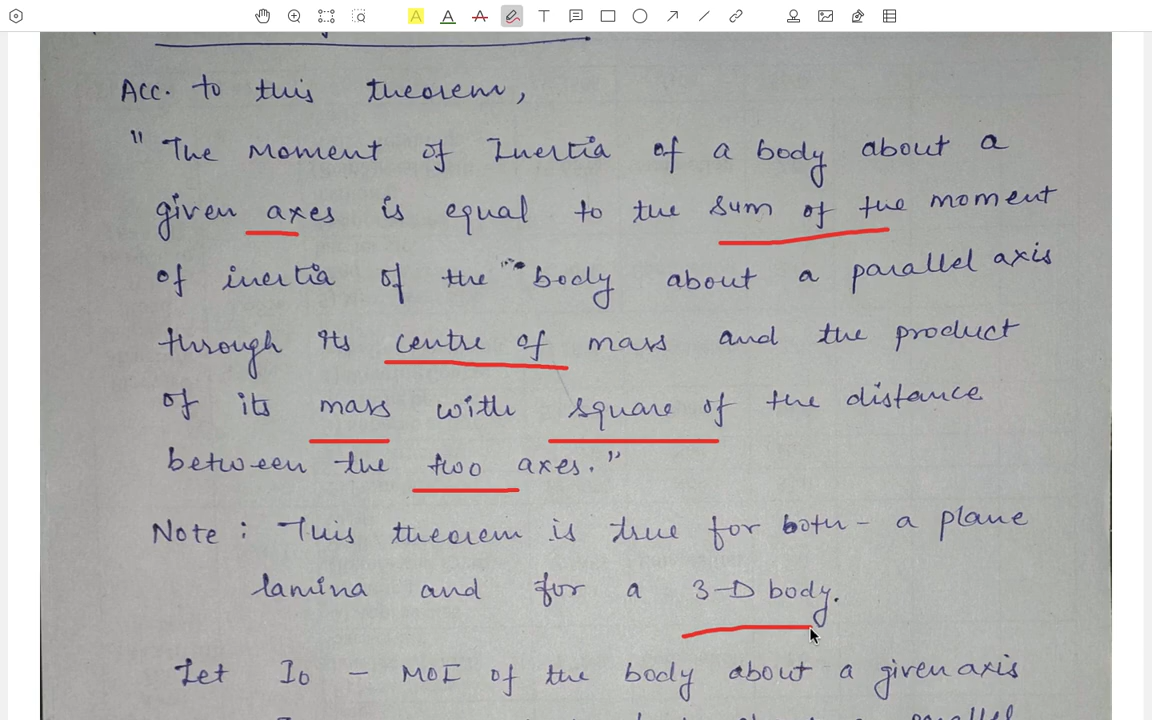 Acc. to this theorem,
" The Moment of Inertia of a body about a
given axes is equal to the sum of the moment
of inertia of the body about a parallel axis
through its centre of mass and the product
of its mass with square of the distance
between the two axes."
Note : This theorem is true for both - a plane
lamina and for a 3-D body.
Let Io - MOI of the body about a given axis
parallel